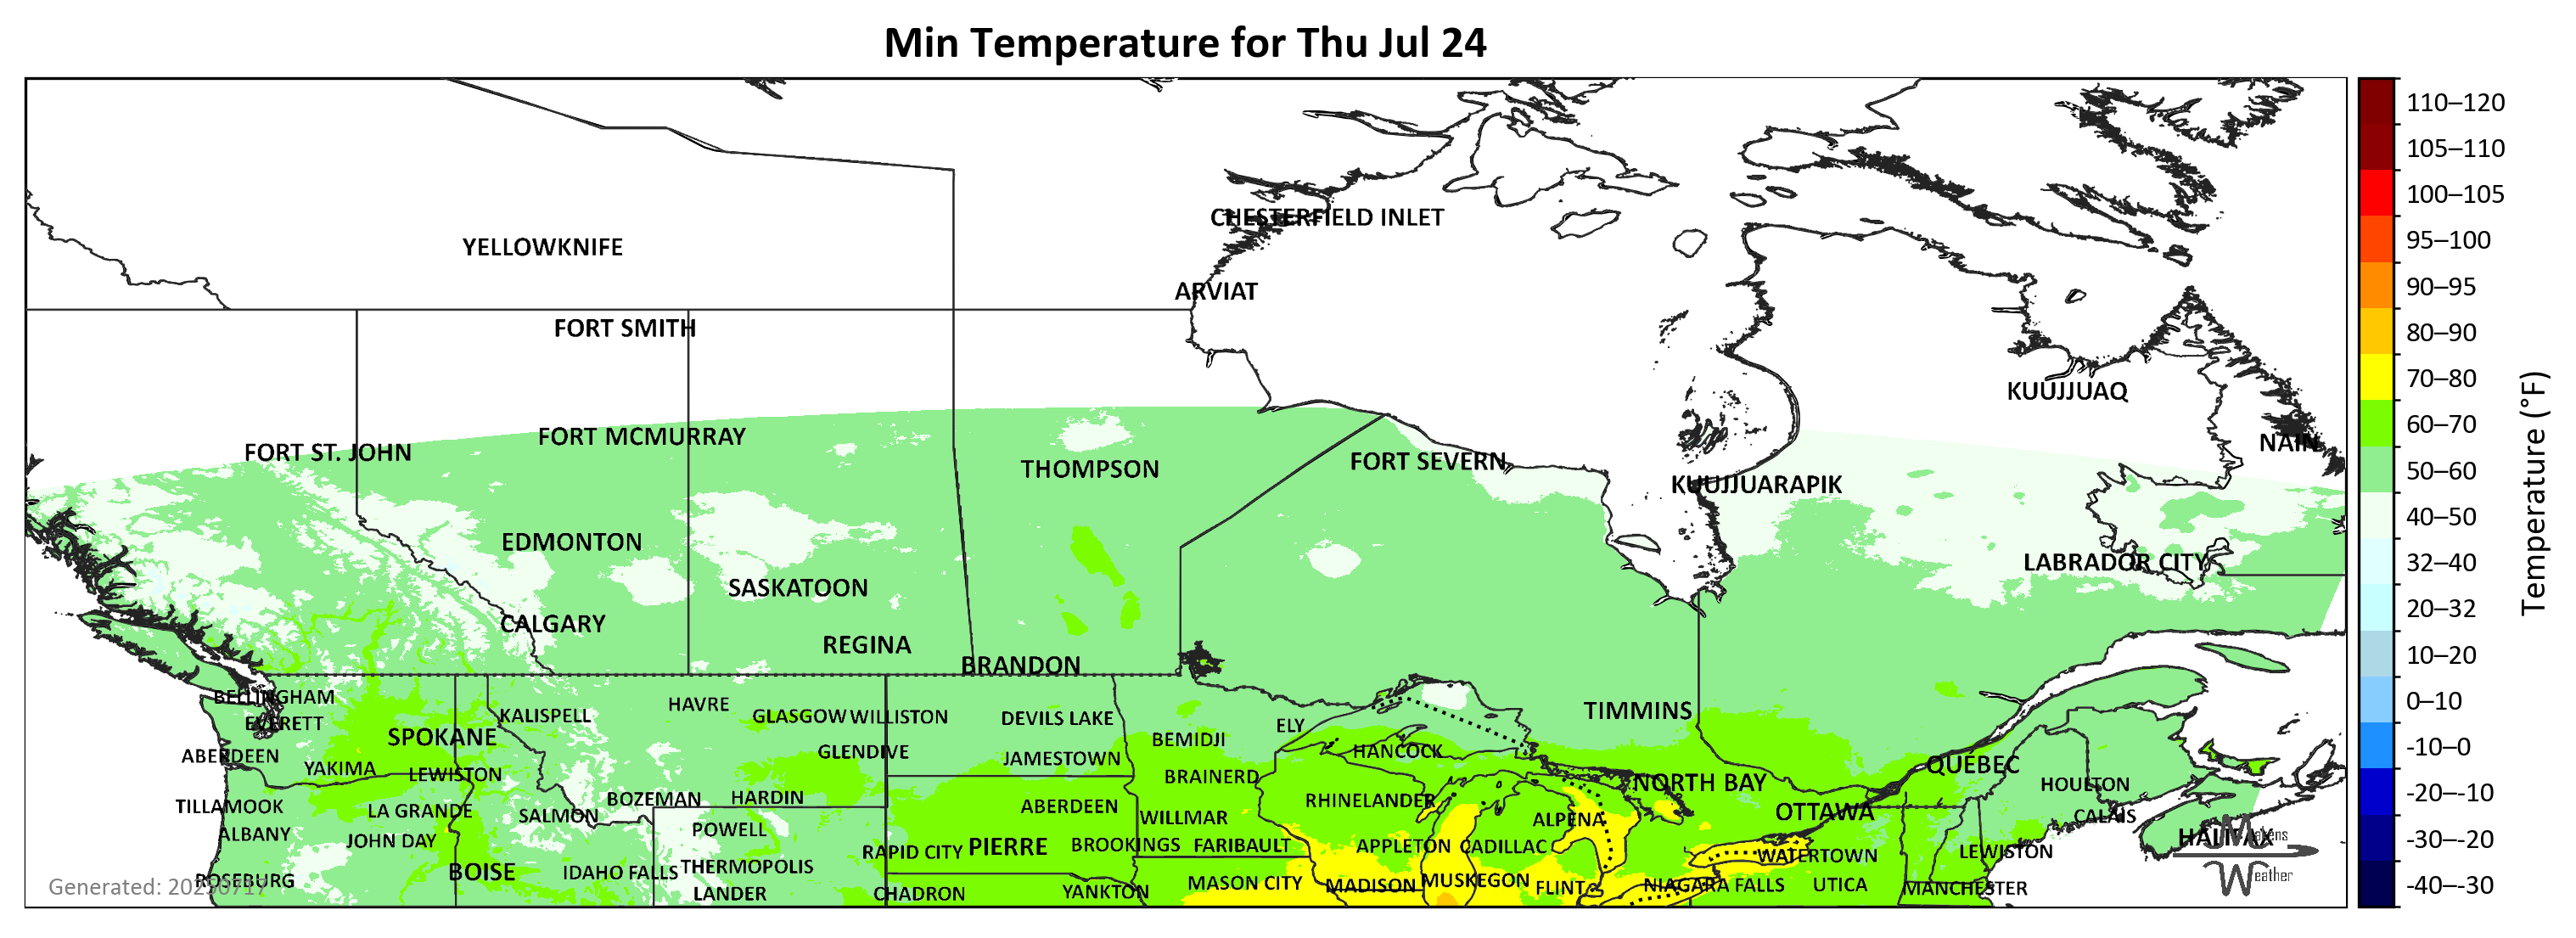 Min Temperature for Thu Jul 24
110–120
105–110
100–105
95–100
90–95
80–90
70–80
60–70
50–60
40–50
32–40
20–32
10–20
0–10
-10–0
-20–-10
-30–-20
-40–-30
Temperature (°F)
CHESTERFIELD INLET
YELLOWKNIFE
ARVIAT
FORT SMITH
KUUJJUAQ
FORT MCMURRAY
NAIN
FORT ST. JOHN
FORT SEVERN
THOMPSON
KUUJJUARAPIK
EDMONTON
LABRADOR CITY
SASKATOON
CALGARY
REGINA
BRANDON
BELLINGHAM
HAVRE
TIMMINS
KALISPELL
GLASGOW
WILLISTON
DEVILS LAKE
EVERETT
ELY
SPOKANE
BEMIDJI
HANCOCK
ABERDEEN
GLENDIVE
JAMESTOWN
QUÉBEC
YAKIMA
LEWISTON
BRAINERD
NORTH BAY
HOULTON
BOZEMAN
HARDIN
RHINELANDER
TILLAMOOK
LA GRANDE
ABERDEEN
OTTAWA
SALMON
WILLMAR
ALPENA
CALAIS
ALBANY
POWELL
HALIFAX
JOHN DAY
PIERRE
BROOKINGS
FARIBAULT
APPLETON
CADILLAC
RAPID CITY
LEWISTON
WATERTOWN
BOISE
IDAHO FALLS
THERMOPOLIS
ROSEBURG
MASON CITY
MADISON
MUSKEGON
FLINT
NIAGARA FALLS
UTICA
MANCHESTER
LANDER
CHADRON
YANKTON
Generated: 20250717
Makens
Weather